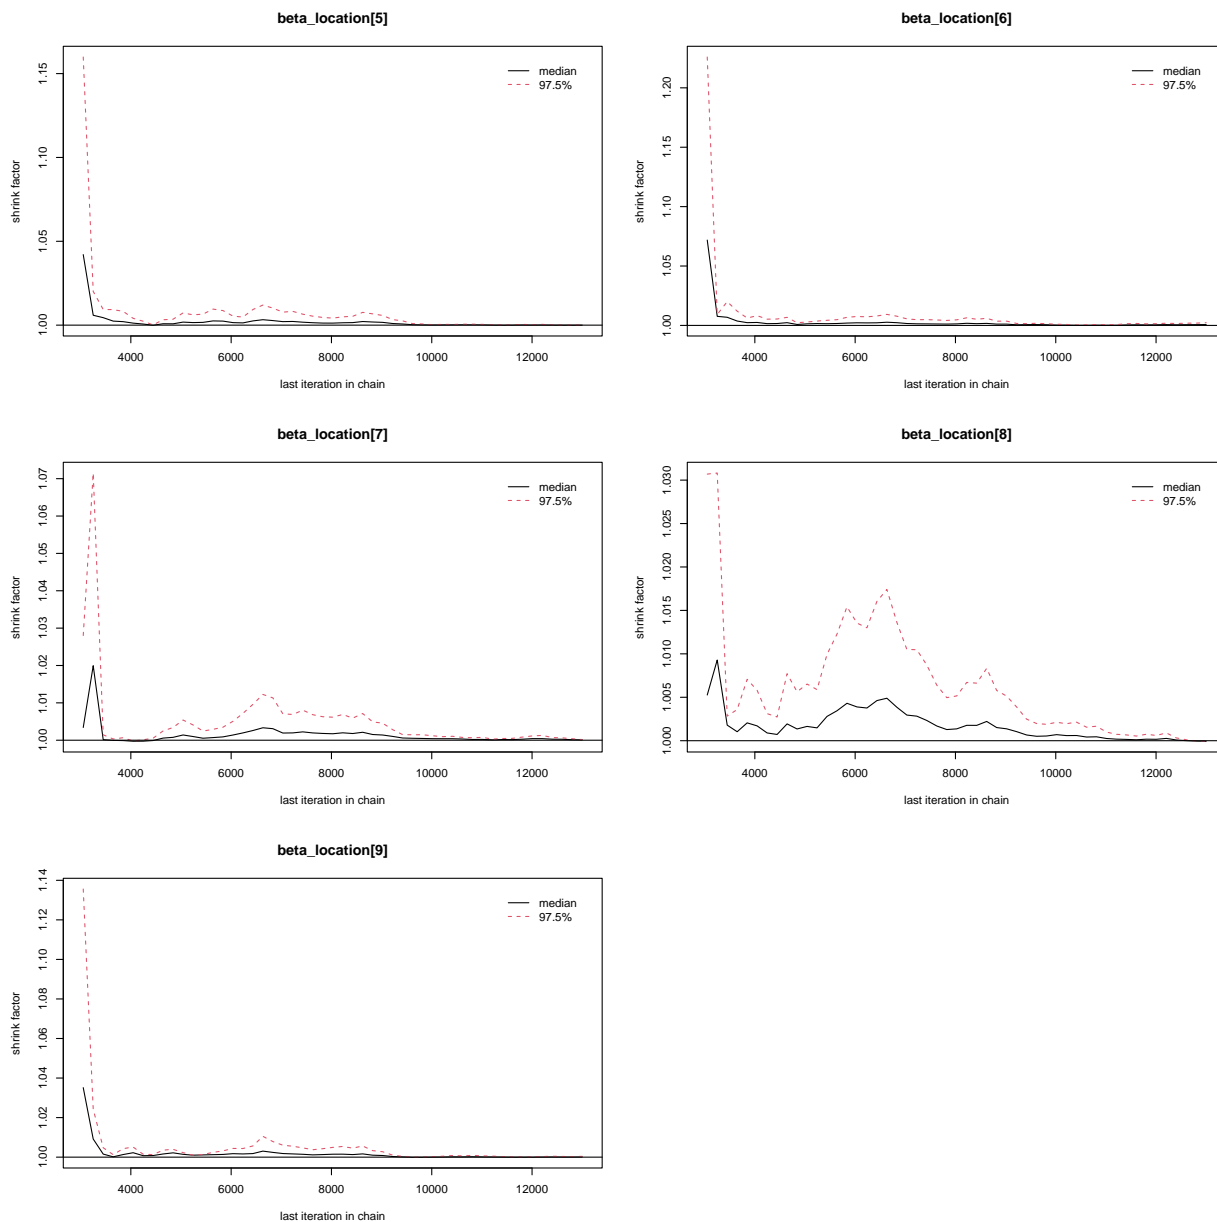 beta_location[5]
median
97.5%
shrink factor
1.00 1.05 1.10 1.15
4000 6000 8000 10000 12000
last iteration in chain
beta_location[6]
median
97.5%
shrink factor
1.00 1.05 1.10 1.15 1.20
4000 6000 8000 10000 12000
last iteration in chain
beta_location[7]
median
97.5%
shrink factor
1.00 1.01 1.02 1.03 1.04 1.05 1.06 1.07
4000 6000 8000 10000 12000
last iteration in chain
beta_location[8]
median
97.5%
shrink factor
1.000 1.005 1.010 1.015 1.020 1.025 1.030
4000 6000 8000 10000 12000
last iteration in chain
beta_location[9]
median
97.5%
shrink factor
1.00 1.02 1.04 1.06 1.08 1.10 1.12 1.14
4000 6000 8000 10000 12000
last iteration in chain